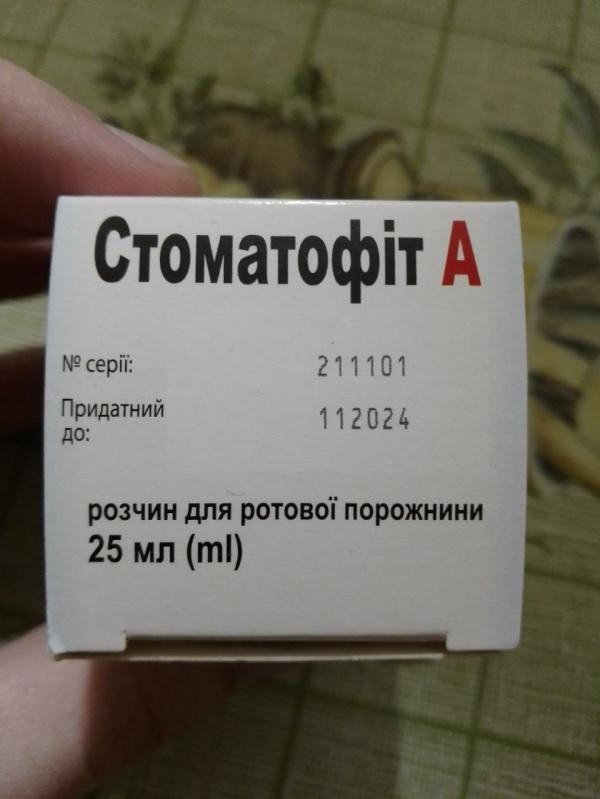 Стоматофіт А
№ серії: 211101
Придатний
до: 112024
розчин для ротової порожнини
25 мл (ml)